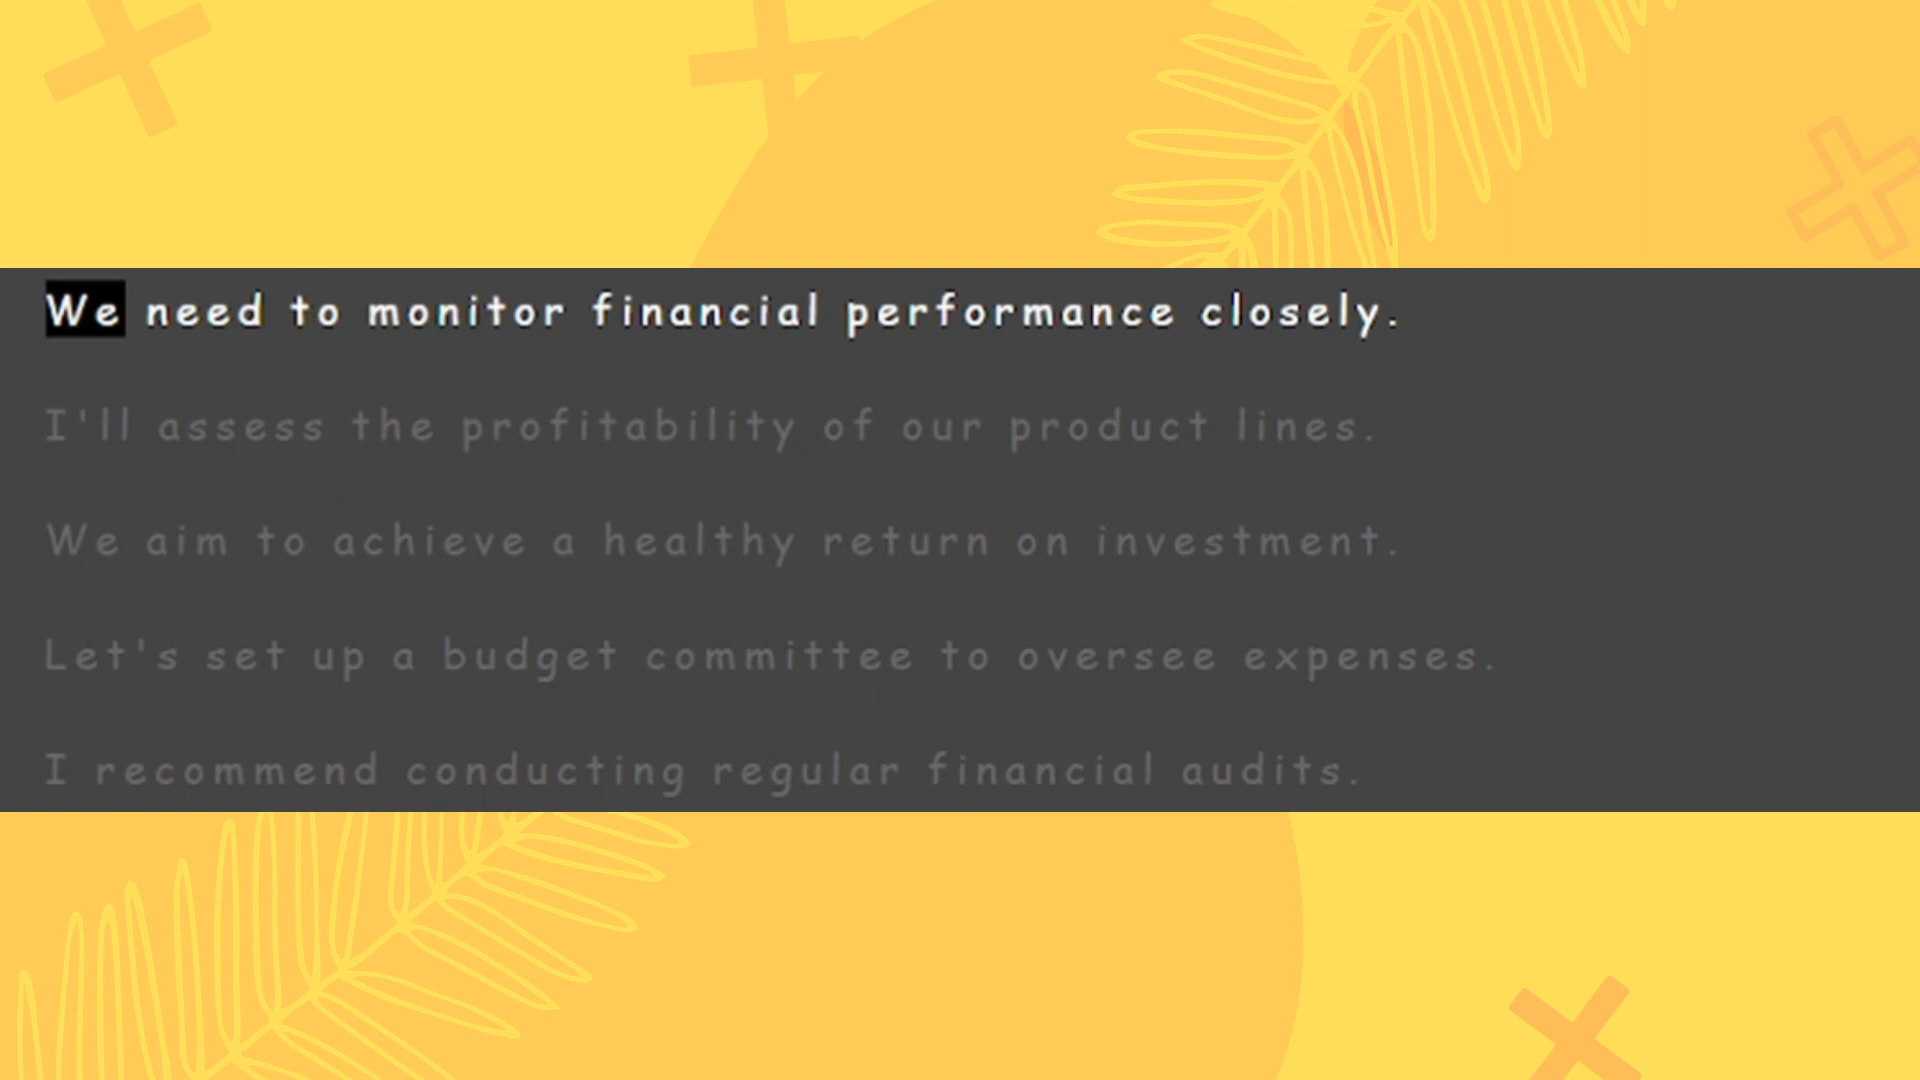 We need to monitor financial performance closely.
I'll assess the profitability of our product lines.
We aim to achieve a healthy return on investment.
Let's set up a budget committee to oversee expenses.
I recommend conducting regular financial audits.